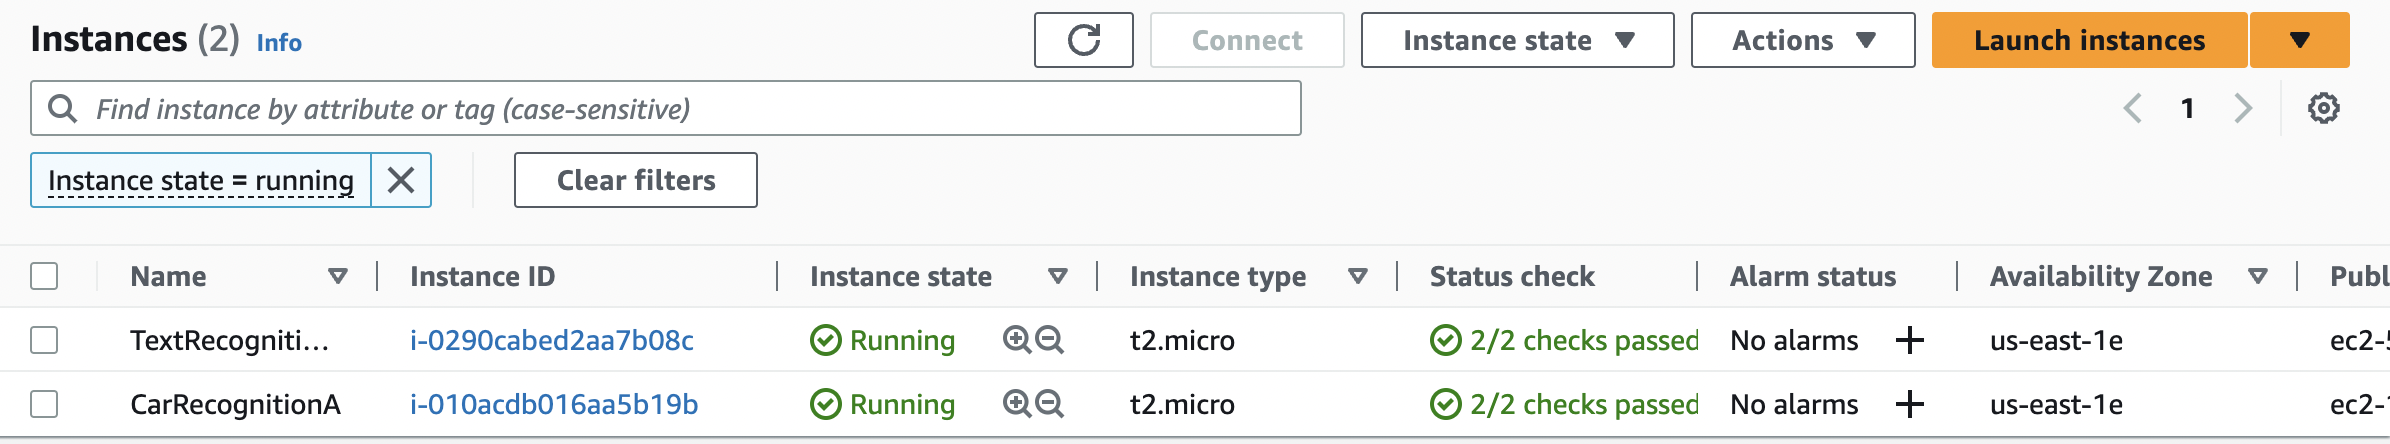 Instances (2) Info
Connect Instance state Actions Launch instances
Find instance by attribute or tag (case-sensitive)
1
Instance state = running Clear filters
Name Instance ID Instance state Instance type Status check Alarm status Availability Zone Publ
TextRecogniti... i-0290cabed2aa7b08c Running t2.micro 2/2 checks passed No alarms us-east-1e ec2-5
CarRecognitionA i-010acdb016aa5b19b Running t2.micro 2/2 checks passed No alarms us-east-1e ec2-1